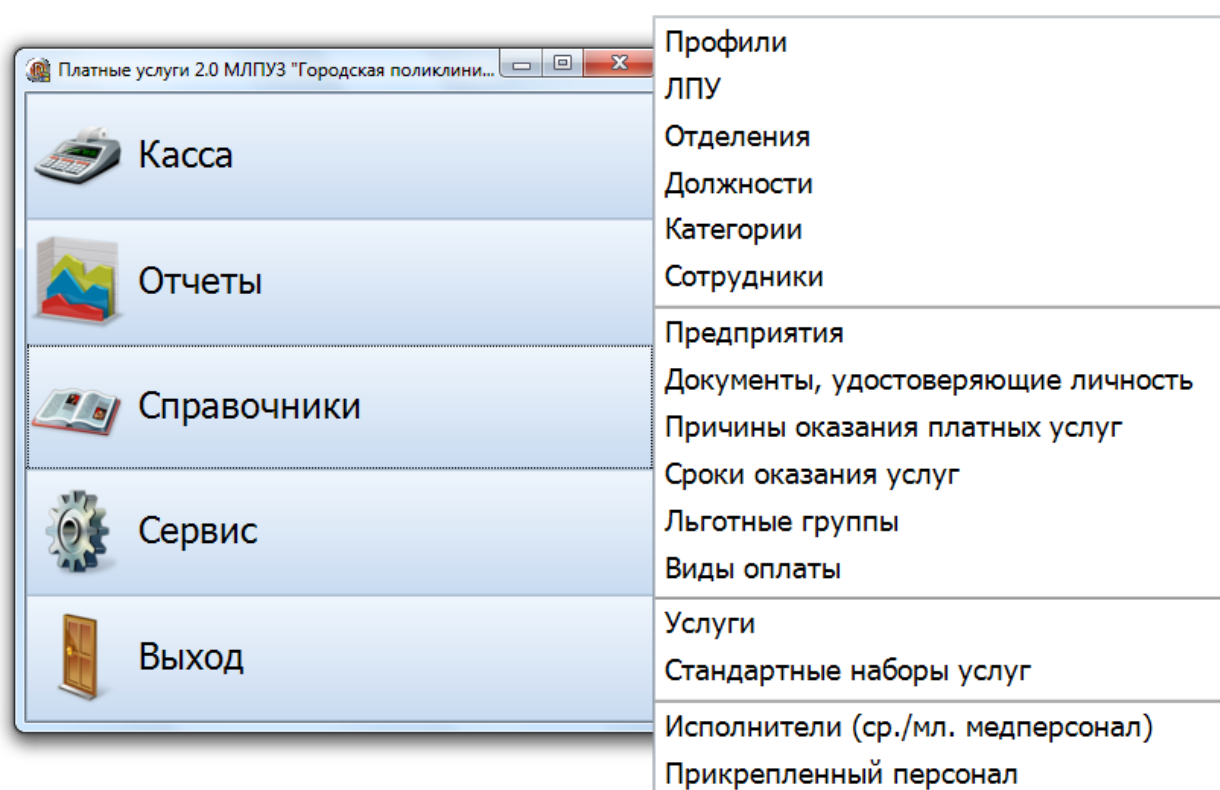 Платные услуги 2.0 МЛПУЗ "Городская поликлини...
Касса
Отчеты
Справочники
Сервис
Выход
Профили
ЛПУ
Отделения
Должности
Категории
Сотрудники
Предприятия
Документы, удостоверяющие личность
Причины оказания платных услуг
Сроки оказания услуг
Льготные группы
Виды оплаты
Услуги
Стандартные наборы услуг
Исполнители (ср./мл. медперсонал)
Прикрепленный персонал